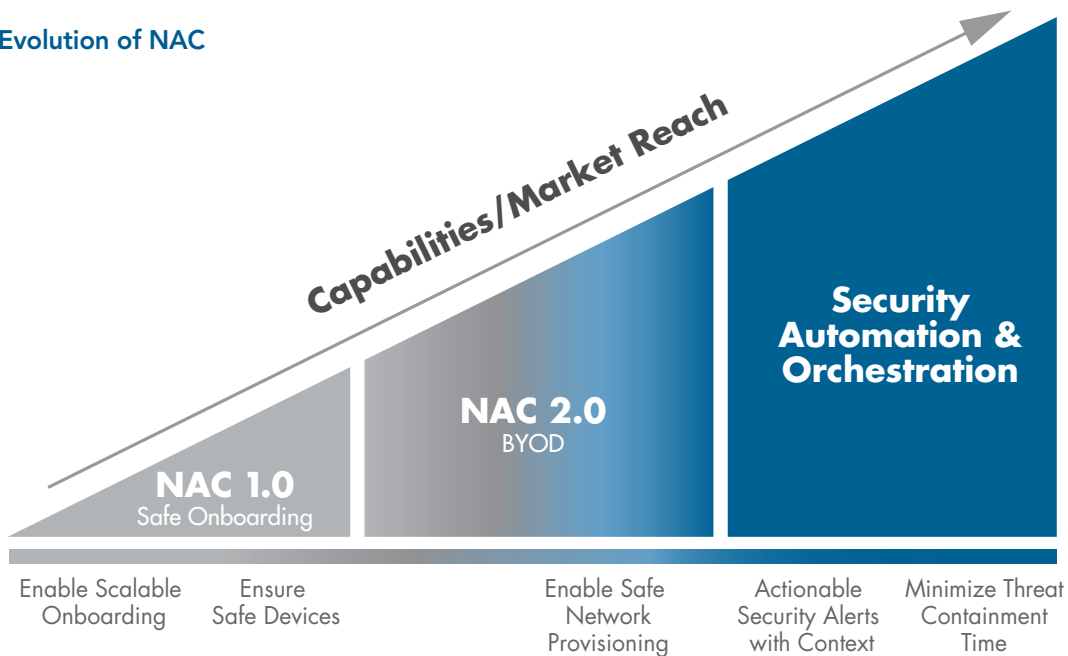 Evolution of NAC
Capabilities/Market Reach
Security
Automation &
Orchestration
NAC 2.0
BYOD
NAC 1.0
Safe Onboarding
Enable Scalable
Onboarding
Ensure
Safe Devices
Enable Safe
Network
Provisioning
Actionable
Security Alerts
with Context
Minimize Threat
Containment
Time